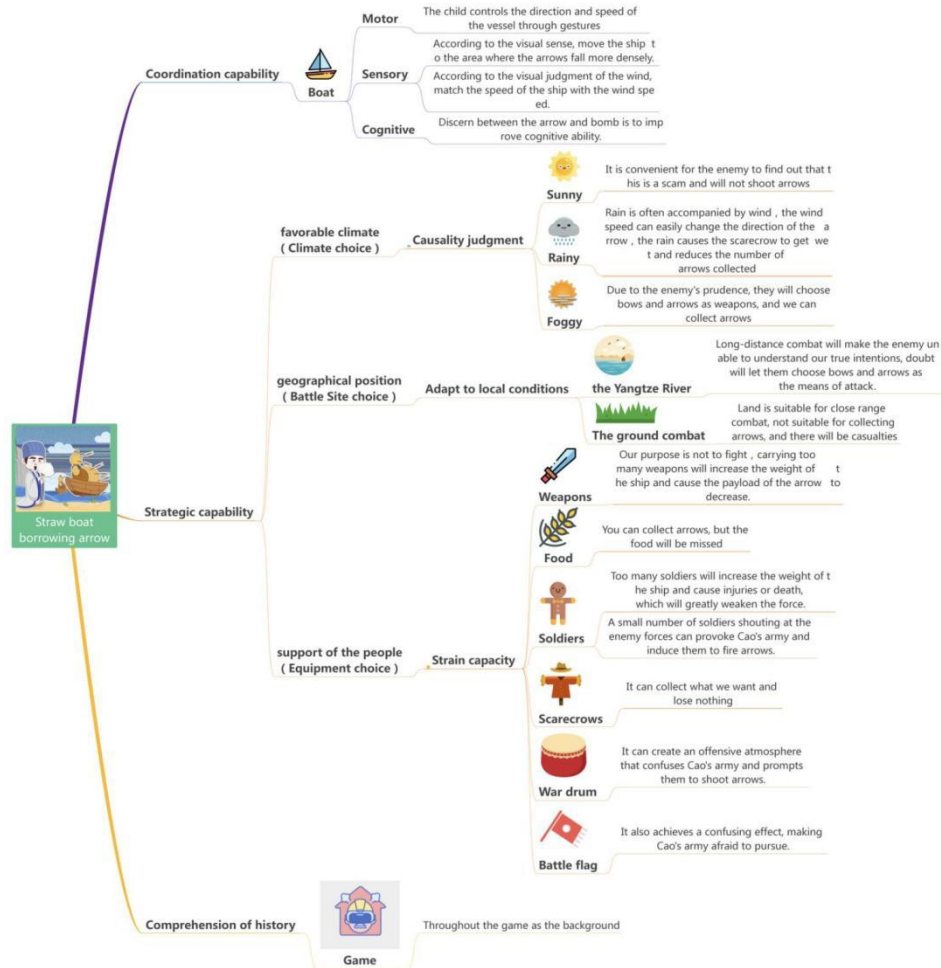 Motor
The child controls the direction and speed of
the vessel through gestures
Coordination capability
Boat
Sensory
According to the visual sense, move the ship t
o the area where the arrows fall more densely.
According to the visual judgment of the wind,
match the speed of the ship with the wind spe
ed.
Cognitive
Discern between the arrow and bomb is to imp
rove cognitive ability.
Straw boat
borrowing arrow
Strategic capability
favorable climate
( Climate choice )
Causality judgment
Sunny
It is convenient for the enemy to find out that t
his is a scam and will not shoot arrows
Rainy
Rain is often accompanied by wind , the wind
speed can easily change the direction of the a
rrow , the rain causes the scarecrow to get we
t and reduces the number of
arrows collected
Foggy
Due to the enemy's prudence, they will choose
bows and arrows as weapons, and we can
collect arrows
geographical position
( Battle Site choice )
Adapt to local conditions
the Yangtze River
Long-distance combat will make the enemy un
able to understand our true intentions, doubt
will let them choose bows and arrows as
the means of attack.
The ground combat
Land is suitable for close range
combat, not suitable for collecting
arrows, and there will be casualties
support of the people
( Equipment choice )
Strain capacity
Weapons
Our purpose is not to fight , carrying too
many weapons will increase the weight of t
he ship and cause the payload of the arrow to
decrease.
Food
You can collect arrows, but the
food will be missed
Soldiers
Too many soldiers will increase the weight of t
he ship and cause injuries or death,
which will greatly weaken the force.
A small number of soldiers shouting at the
enemy forces can provoke Cao's army and
induce them to fire arrows.
Scarecrows
It can collect what we want and
lose nothing
War drum
It can create an offensive atmosphere
that confuses Cao's army and prompts
them to shoot arrows.
Battle flag
It also achieves a confusing effect, making
Cao's army afraid to pursue.
Comprehension of history
Game
Throughout the game as the background